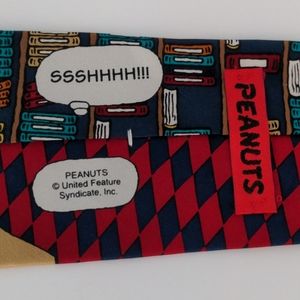 SSSHHHH!!!
PEANUTS
PEANUTS
© United Feature
Syndicate, Inc.